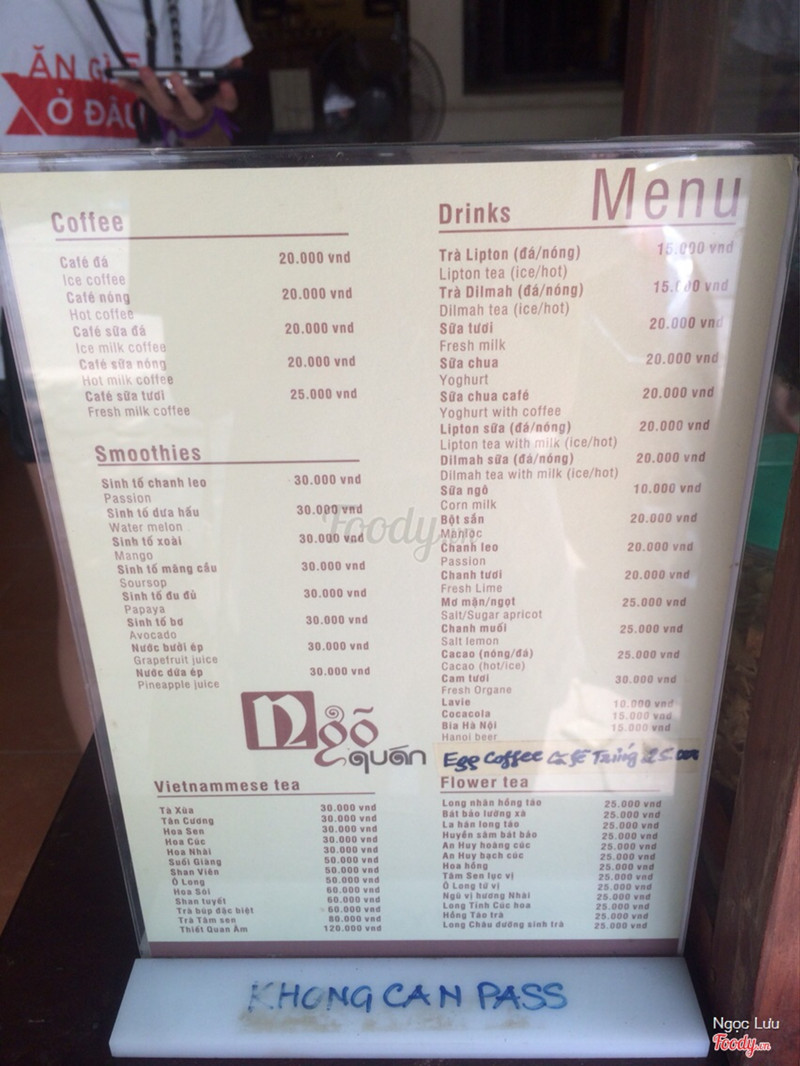 ĂN GÌ
Ở ĐÂU
Menu
Coffee
Café đá 20.000 vnd
Ice coffee
Café nóng 20.000 vnd
Hot coffee
Café sữa đá 20.000 vnd
Ice milk coffee
Café sữa nóng 20.000 vnd
Hot milk coffee
Café sữa tươi 25.000 vnd
Fresh milk coffee
Smoothies
Sinh tố chanh leo 30.000 vnd
Passion
Sinh tố dưa hấu 30.000 vnd
Water melon
Sinh tố xoài 30.000 vnd
Mango
Sinh tố mãng cầu 30.000 vnd
Soursop
Sinh tố đu đủ 30.000 vnd
Papaya
Sinh tố bơ 30.000 vnd
Avocado
Nước bưởi ép 30.000 vnd
Grapefruit juice
Nước dứa ép 30.000 vnd
Pineapple juice
Ngõ
quán
Vietnammese tea
Tà Xùa 30.000 vnd
Tân Cương 30.000 vnd
Hoa Sen 30.000 vnd
Hoa Cúc 30.000 vnd
Hoa Nhài 30.000 vnd
Suối Giàng 50.000 vnd
Shan Viên 50.000 vnd
Ô Long 50.000 vnd
Hoa Sói 60.000 vnd
Shan tuyết 60.000 vnd
Trà búp đặc biệt 60.000 vnd
Trà Tâm sen 80.000 vnd
Thiết Quan Âm 120.000 vnd
Drinks
Trà Lipton (đá/nóng) 15.000 vnd
Lipton tea (ice/hot)
Trà Dilmah (đá/nóng) 15.000 vnd
Dilmah tea (ice/hot)
Sữa tươi 20.000 vnd
Fresh milk
Sữa chua 20.000 vnd
Yoghurt
Sữa chua café 20.000 vnd
Yoghurt with coffee
Lipton sữa (đá/nóng) 20.000 vnd
Lipton tea with milk (ice/hot)
Dilmah sữa (đá/nóng) 20.000 vnd
Dilmah tea with milk (ice/hot)
Sữa ngô 10.000 vnd
Corn milk
Bột sắn 20.000 vnd
Manioc
Chanh leo 20.000 vnd
Passion
Chanh tươi 20.000 vnd
Fresh Lime
Mơ mặn/ngọt 25.000 vnd
Salt/Sugar apricot
Chanh muối 25.000 vnd
Salt lemon
Cacao (nóng/đá) 25.000 vnd
Cacao (hot/ice)
Cam tươi 30.000 vnd
Fresh Organe
Lavie 10.000 vnd
Cocacola 15.000 vnd
Bia Hà Nội 15.000 vnd
Hanoi beer
Egg Coffee Cà Fê Trứng 25.000
Flower tea
Long nhãn hồng táo 25.000 vnd
Bát bảo lường xà 25.000 vnd
La hán long táo 25.000 vnd
Huyền sâm bát bảo 25.000 vnd
An Huy hoàng cúc 25.000 vnd
An Huy bạch cúc 25.000 vnd
Hoa hồng 25.000 vnd
Tâm Sen lục vị 25.000 vnd
Ô Long tứ vị 25.000 vnd
Ngũ vị hương Nhài 25.000 vnd
Long Tỉnh Cúc hoa 25.000 vnd
Hồng Táo trà 25.000 vnd
Long Châu dưỡng sinh trà 25.000 vnd
KHONG CAN PASS
Foody.vn
Ngọc Lưu
Foody.vn